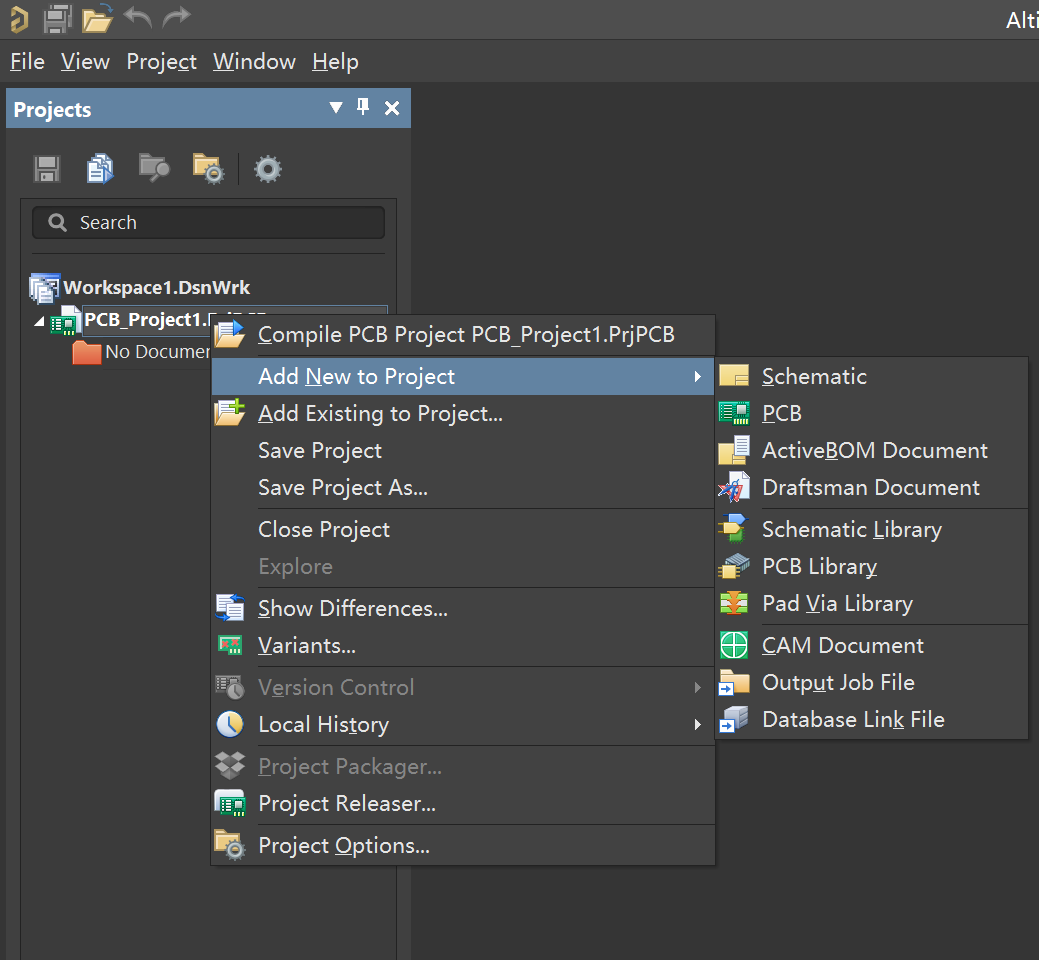 Alti
File View Project Window Help
Projects
Search
Workspace1.DsnWrk
PCB_Project1.
No Documen
Compile PCB Project PCB_Project1.PrjPCB
Add New to Project
Add Existing to Project...
Save Project
Save Project As...
Close Project
Explore
Show Differences...
Variants...
Version Control
Local History
Project Packager...
Project Releaser...
Project Options...
Schematic
PCB
ActiveBOM Document
Draftsman Document
Schematic Library
PCB Library
Pad Via Library
CAM Document
Output Job File
Database Link File